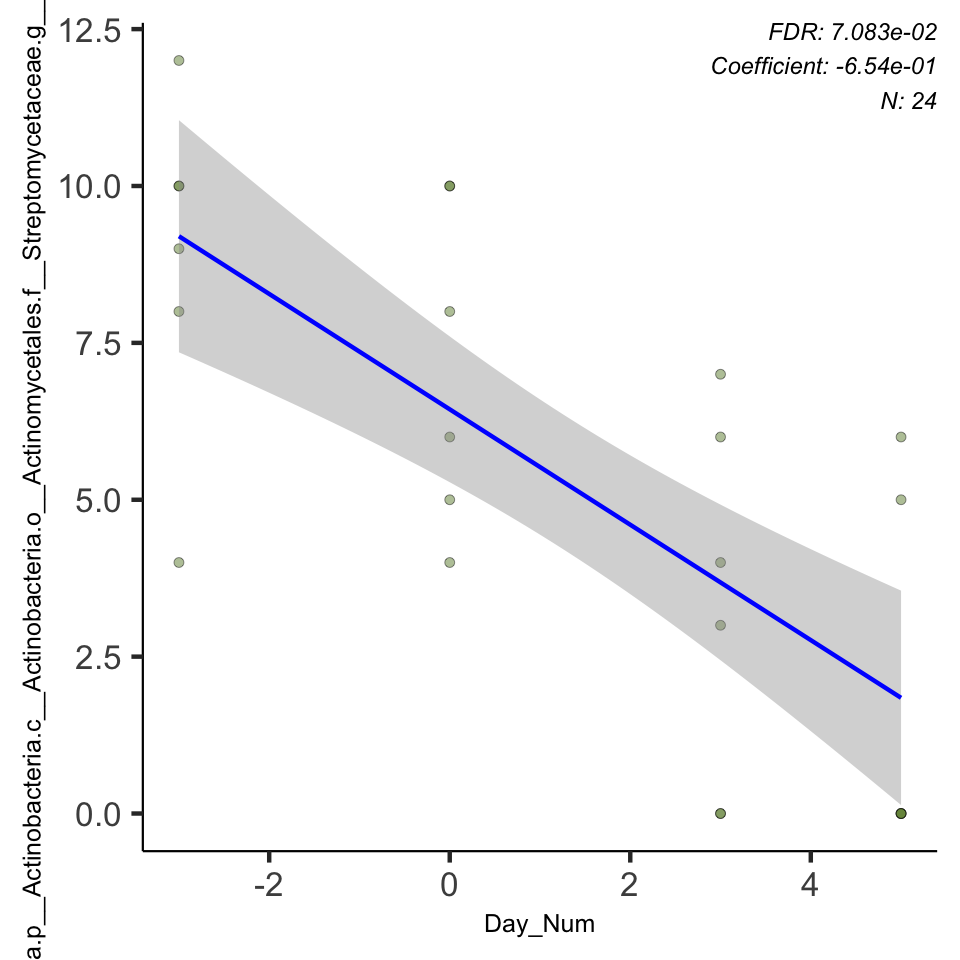 FDR: 7.083e-02
Coefficient: -6.54e-01
N: 24
a.p__Actinobacteria.c__Actinobacteria.o__Actinomycetales.f__Streptomycetaceae.g__
12.5
10.0
7.5
5.0
2.5
0.0
-2 0 2 4
Day_Num